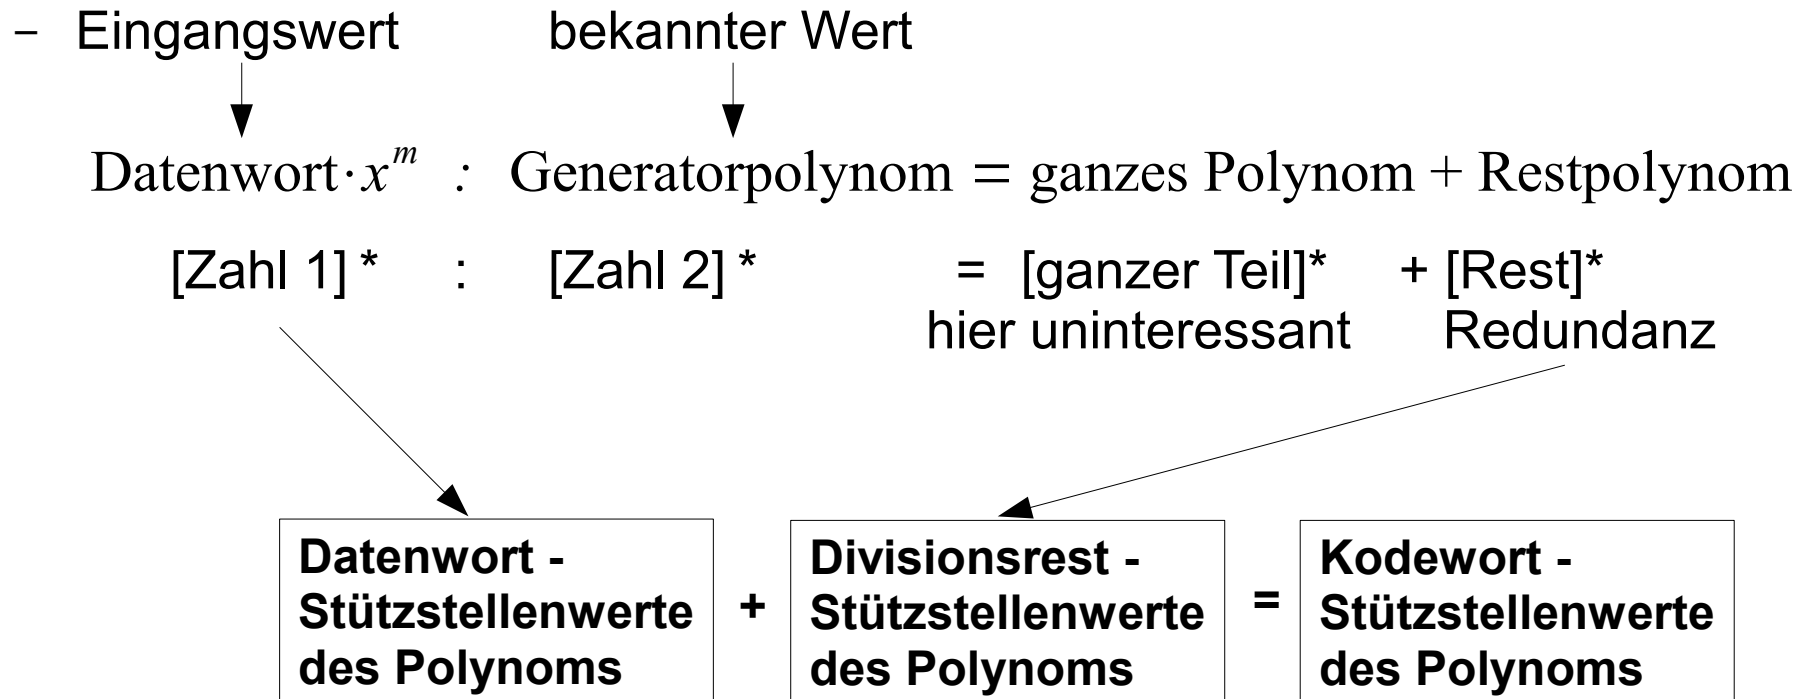 – Eingangswert bekannter Wert
Datenwort·x^m : Generatorpolynom = ganzes Polynom + Restpolynom
[Zahl 1] * : [Zahl 2] * = [ganzer Teil]* + [Rest]*
hier uninteressant Redundanz
Datenwort -
Stützstellenwerte
des Polynoms
+
Divisionsrest -
Stützstellenwerte
des Polynoms
=
Kodewort -
Stützstellenwerte
des Polynoms